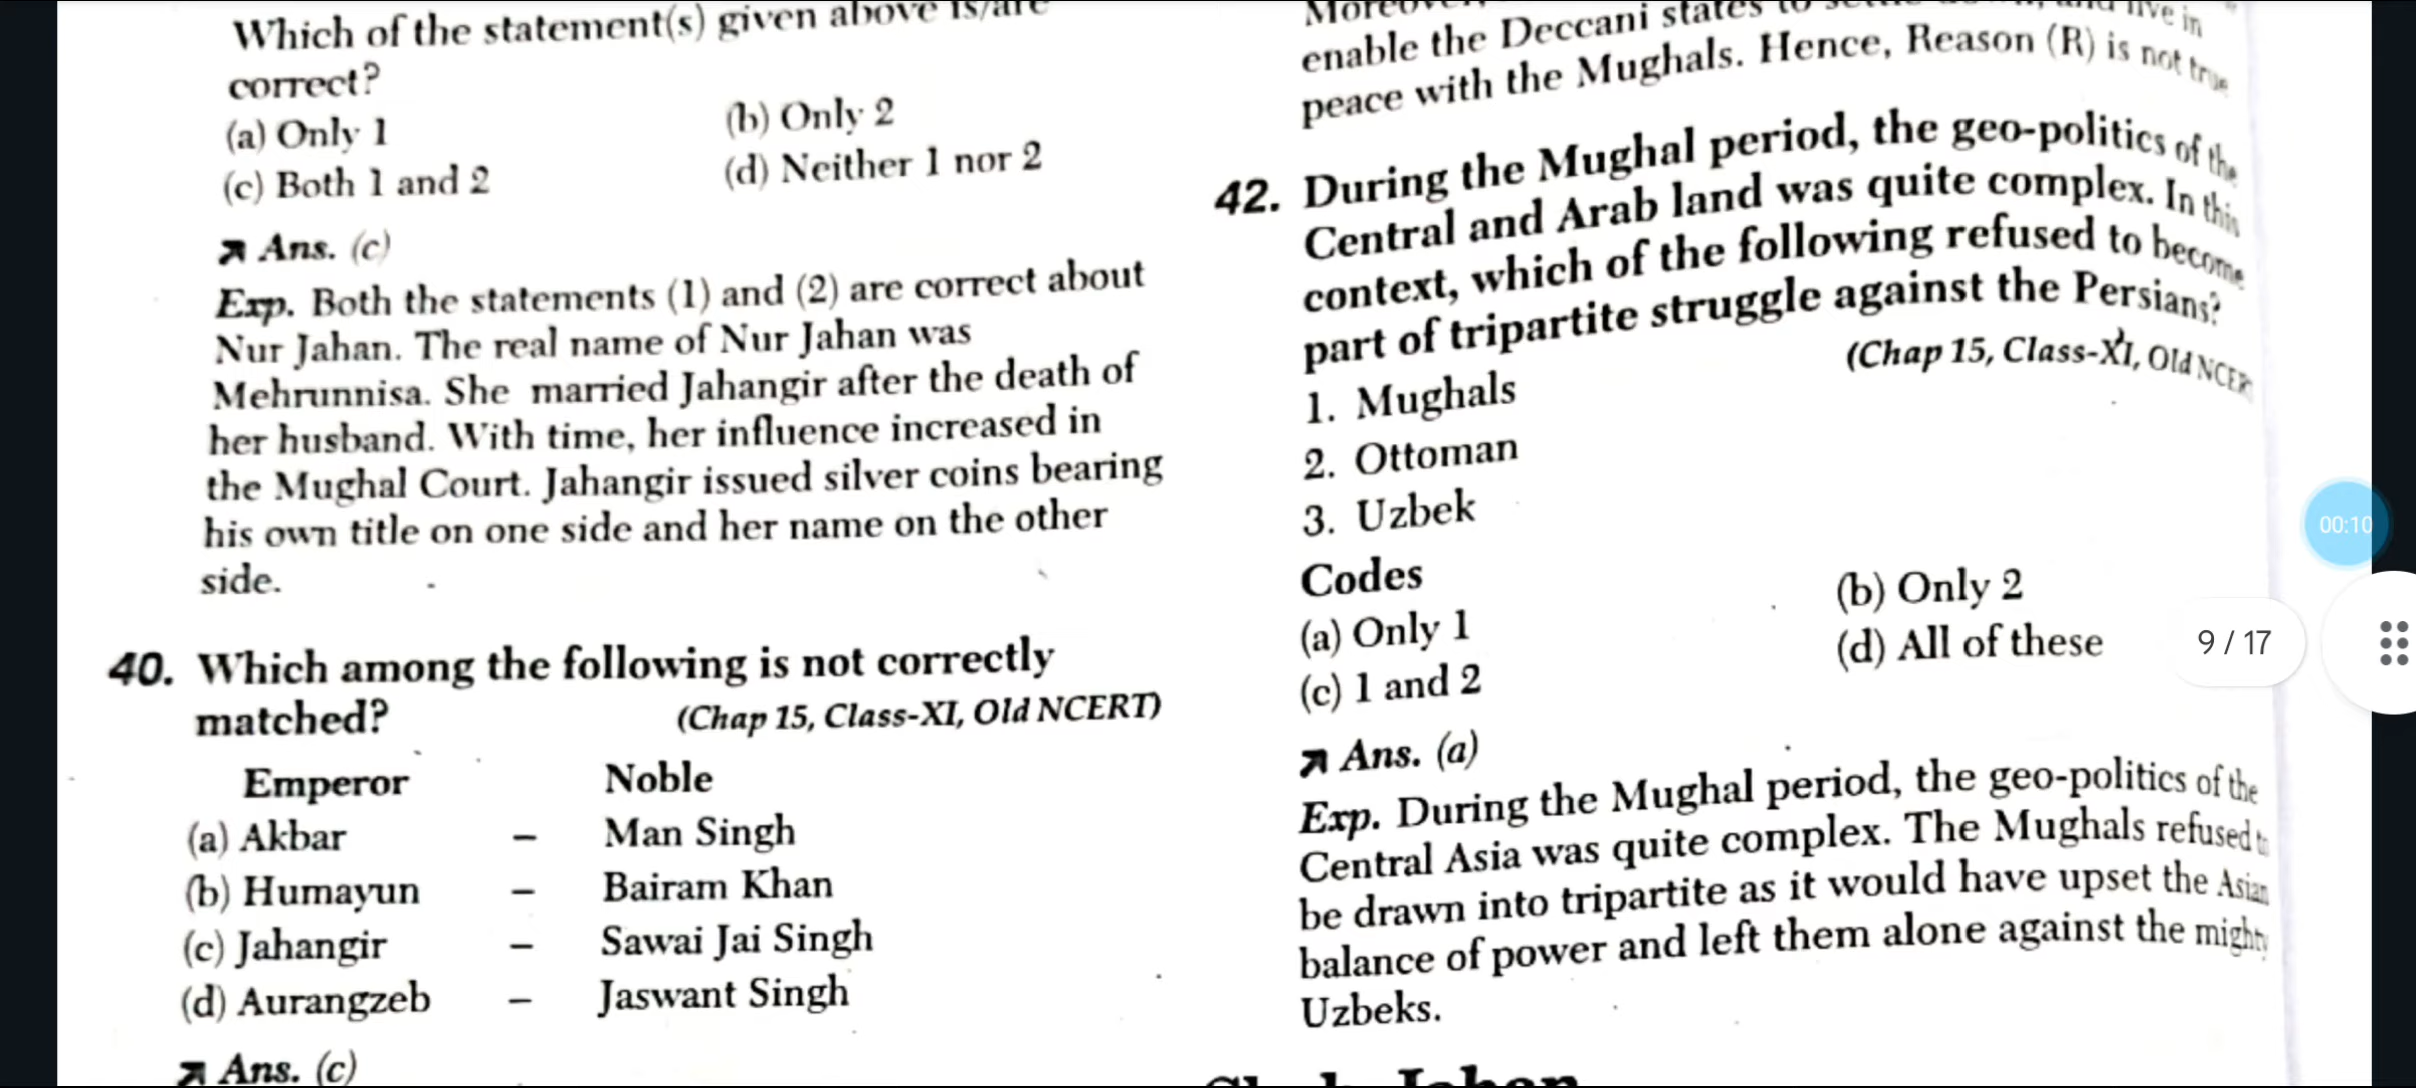 Which of the statement(s) given above is/are
correct?
(a) Only 1
(b) Only 2
(c) Both 1 and 2
(d) Neither 1 nor 2
Ans. (c)
Exp. Both the statements (1) and (2) are correct about
Nur Jahan. The real name of Nur Jahan was
Mehrunnisa. She married Jahangir after the death of
her husband. With time, her influence increased in
the Mughal Court. Jahangir issued silver coins bearing
his own title on one side and her name on the other
side.
40. Which among the following is not correctly
matched?
(Chap 15, Class-XI, Old NCERT)
Emperor Noble
(a) Akbar – Man Singh
(b) Humayun – Bairam Khan
(c) Jahangir – Sawai Jai Singh
(d) Aurangzeb – Jaswant Singh
Ans. (c)
enable the Deccani states to live in
peace with the Mughals. Hence, Reason (R) is not true
42. During the Mughal period, the geo-politics of the
Central and Arab land was quite complex. In this
context, which of the following refused to become
part of tripartite struggle against the Persians?
(Chap 15, Class-XI, Old NCER
1. Mughals
2. Ottoman
3. Uzbek
Codes
(a) Only 1
(b) Only 2
(c) 1 and 2
(d) All of these
Ans. (a)
Exp. During the Mughal period, the geo-politics of the
Central Asia was quite complex. The Mughals refused to
be drawn into tripartite as it would have upset the Asian
balance of power and left them alone against the mighty
Uzbeks.
00:10
9 / 17